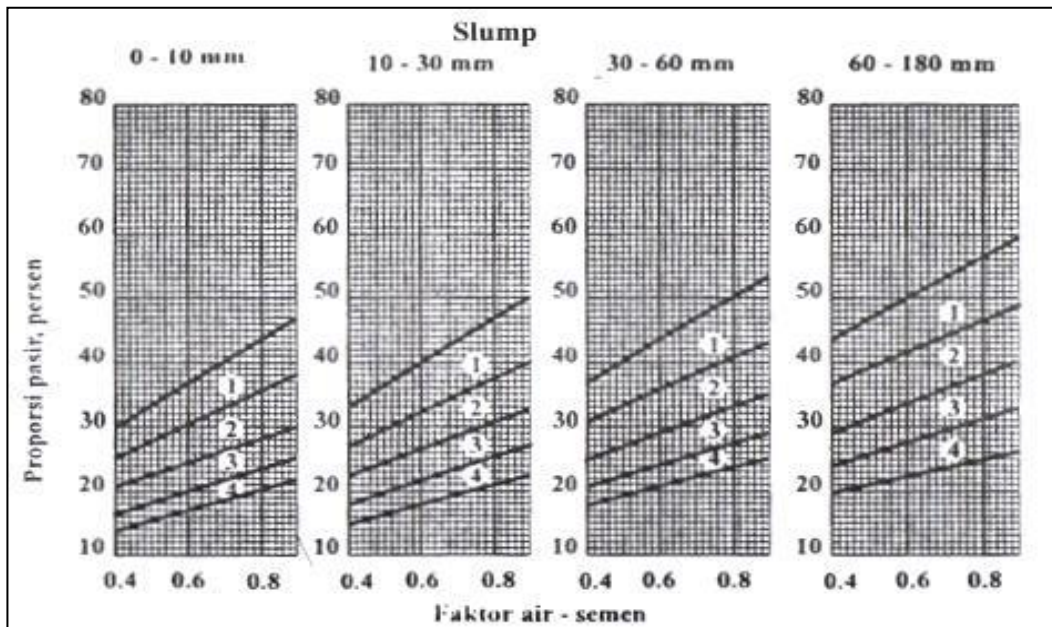 Slump
0 - 10 mm 10 - 30 mm 30 - 60 mm 60 - 180 mm
Proporsi pasir, persen
80 80 80 80
70 70 70 70
60 60 60 60
50 50 50 50
40 40 40 40
30 30 30 30
20 20 20 20
10 10 10 10
1 1 1 1
2 2 2 2
3 3 3 3
4 4 4 4
0.4 0.6 0.8 0.4 0.6 0.8 0.4 0.6 0.8 0.4 0.6 0.8
Faktor air - semen